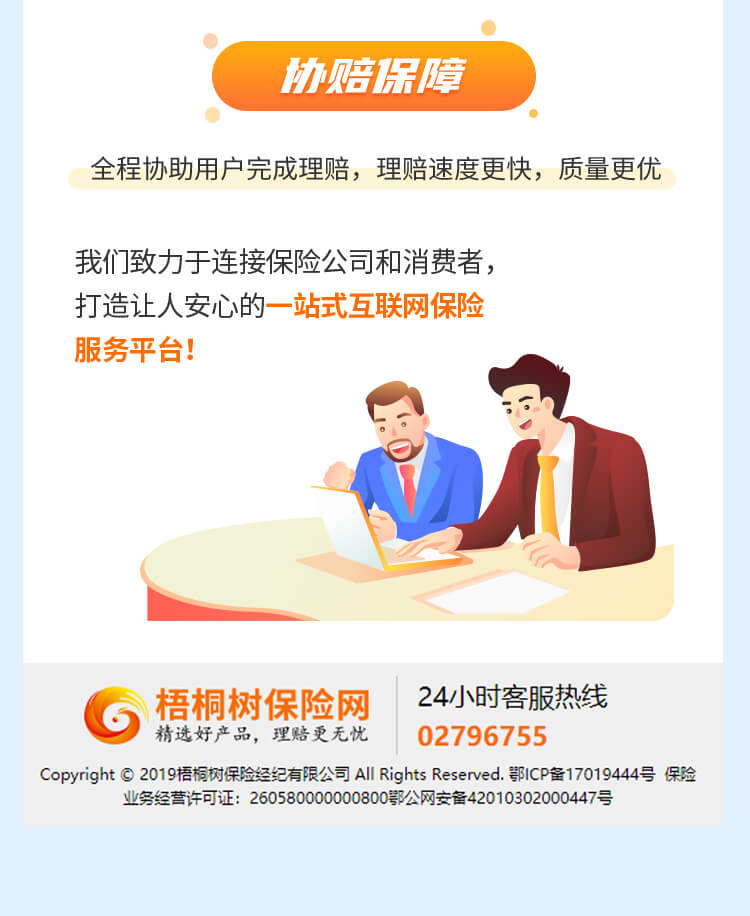 协赔保障
全程协助用户完成理赔，理赔速度更快，质量更优
我们致力于连接保险公司和消费者，
打造让人安心的一站式互联网保险
服务平台！
梧桐树保险网
精选好产品，理赔更无忧
24小时客服热线
02796755
Copyright © 2019梧桐树保险经纪有限公司 All Rights Reserved. 鄂ICP备17019444号 保险
业务经营许可证：260580000000800鄂公网安备42010302000447号